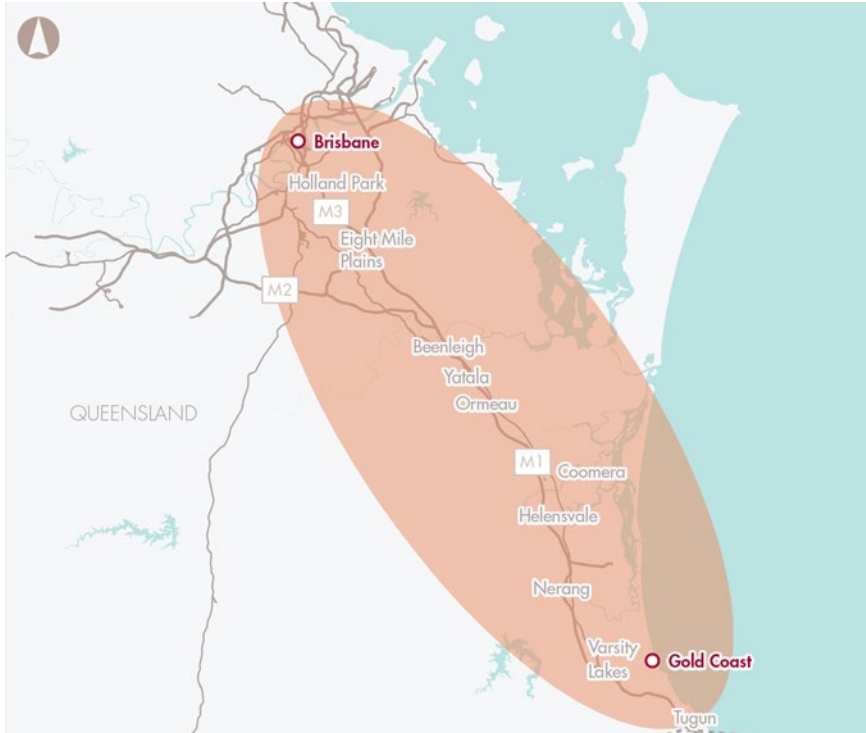 Brisbane
Holland Park
M3
Eight Mile
Plains
M2
Beenleigh
Yatala
Ormeau
QUEENSLAND
M1
Coomera
Helensvale
Nerang
Varsity
Lakes
Gold Coast
Tugun